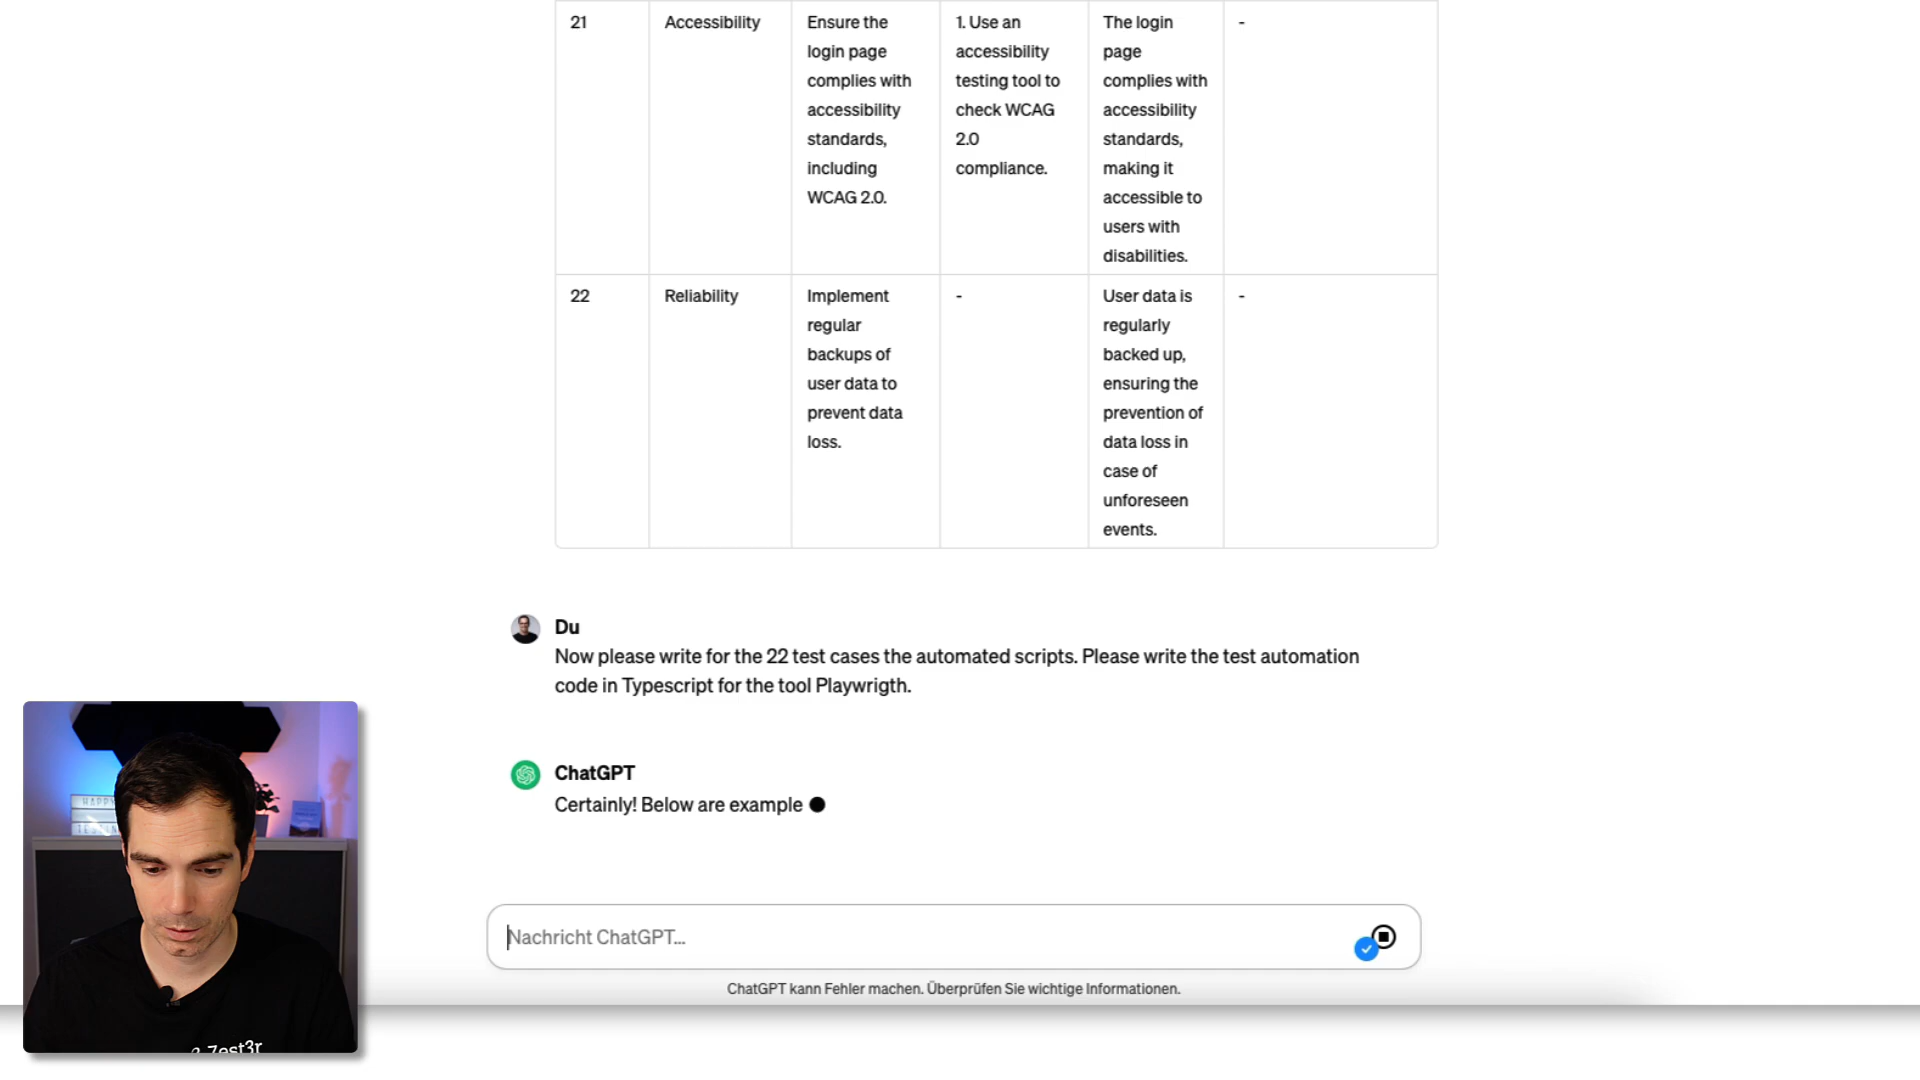 21
Accessibility
Ensure the
login page
complies with
accessibility
standards,
including
WCAG 2.0.
1. Use an
accessibility
testing tool to
check WCAG
2.0
compliance.
The login
page
complies with
accessibility
standards,
making it
accessible to
users with
disabilities.
-
22
Reliability
Implement
regular
backups of
user data to
prevent data
loss.
-
User data is
regularly
backed up,
ensuring the
prevention of
data loss in
case of
unforeseen
events.
-
Du
Now please write for the 22 test cases the automated scripts. Please write the test automation
code in Typescript for the tool Playwrigth.
ChatGPT
Certainly! Below are example
Nachricht ChatGPT...
ChatGPT kann Fehler machen. Überprüfen Sie wichtige Informationen.
HAPPY
TESTING